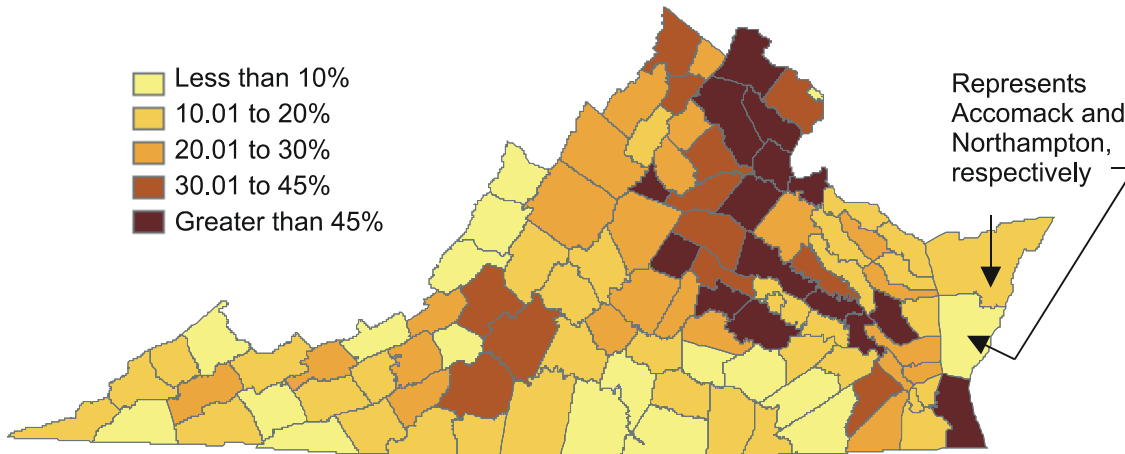 Less than 10%
10.01 to 20%
20.01 to 30%
30.01 to 45%
Greater than 45%
Represents
Accomack and
Northampton,
respectively